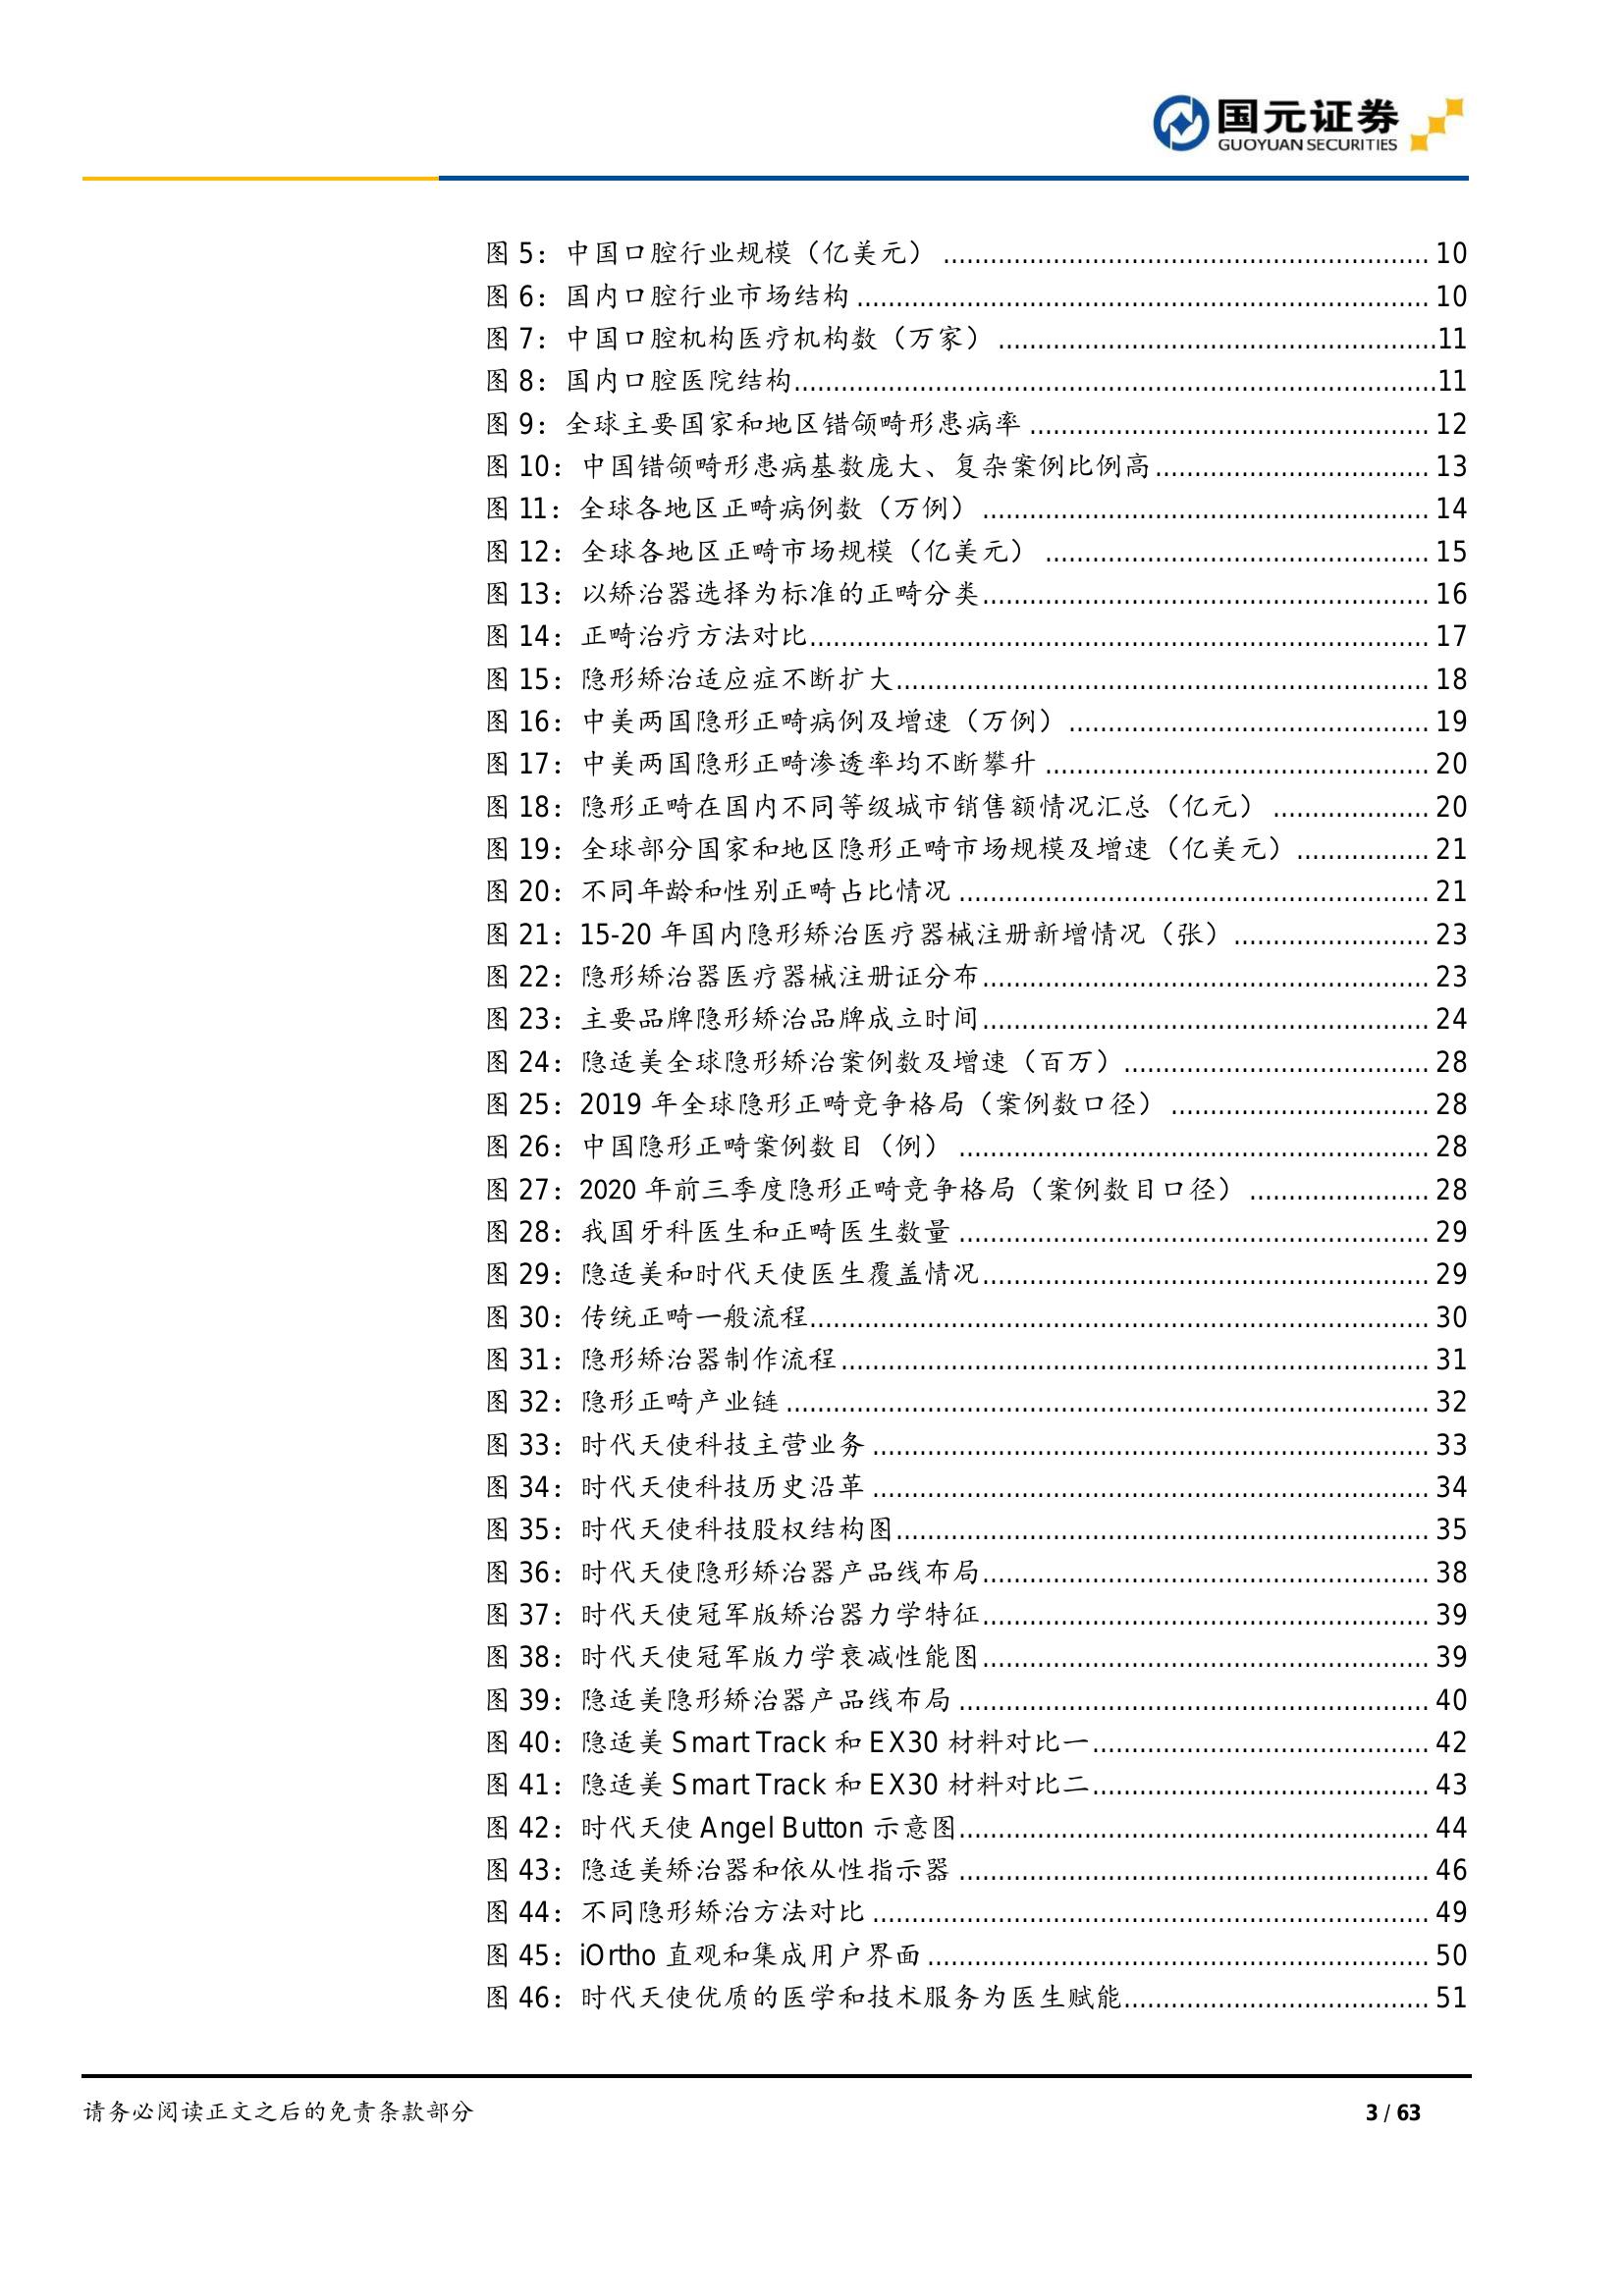 国元证券
GUOYUAN SECURITIES
图 5：中国口腔行业规模（亿美元） ............................................................... 10
图 6：国内口腔行业市场结构 .......................................................................... 10
图 7：中国口腔机构医疗机构数（万家） ........................................................11
图 8：国内口腔医院结构..................................................................................11
图 9：全球主要国家和地区错颌畸形患病率 .................................................... 12
图 10：中国错颌畸形患病基数庞大、复杂案例比例高................................... 13
图 11：全球各地区正畸病例数（万例） .......................................................... 14
图 12：全球各地区正畸市场规模（亿美元） .................................................. 15
图 13：以矫治器选择为标准的正畸分类.......................................................... 16
图 14：正畸治疗方法对比................................................................................ 17
图 15：隐形矫治适应症不断扩大..................................................................... 18
图 16：中美两国隐形正畸病例及增速（万例） ............................................... 19
图 17：中美两国隐形正畸渗透率均不断攀升 .................................................. 20
图 18：隐形正畸在国内不同等级城市销售额情况汇总（亿元） .................... 20
图 19：全球部分国家和地区隐形正畸市场规模及增速（亿美元）................. 21
图 20：不同年龄和性别正畸占比情况 ............................................................. 21
图 21：15-20 年国内隐形矫治医疗器械注册新增情况（张）......................... 23
图 22：隐形矫治器医疗器械注册证分布.......................................................... 23
图 23：主要品牌隐形矫治品牌成立时间.......................................................... 24
图 24：隐适美全球隐形矫治案例数及增速（百万）....................................... 28
图 25：2019 年全球隐形正畸竞争格局（案例数口径） ................................. 28
图 26：中国隐形正畸案例数目（例） ............................................................. 28
图 27：2020 年前三季度隐形正畸竞争格局（案例数目口径） ....................... 28
图 28：我国牙科医生和正畸医生数量 ............................................................. 29
图 29：隐适美和时代天使医生覆盖情况.......................................................... 29
图 30：传统正畸一般流程................................................................................ 30
图 31：隐形矫治器制作流程............................................................................ 31
图 32：隐形正畸产业链 ................................................................................... 32
图 33：时代天使科技主营业务 ........................................................................ 33
图 34：时代天使科技历史沿革 ........................................................................ 34
图 35：时代天使科技股权结构图..................................................................... 35
图 36：时代天使隐形矫治器产品线布局.......................................................... 38
图 37：时代天使冠军版矫治器力学特征.......................................................... 39
图 38：时代天使冠军版力学衰减性能图.......................................................... 39
图 39：隐适美隐形矫治器产品线布局 ............................................................. 40
图 40：隐适美 Smart Track 和 EX30 材料对比一........................................... 42
图 41：隐适美 Smart Track 和 EX30 材料对比二........................................... 43
图 42：时代天使 Angel Button 示意图............................................................ 44
图 43：隐适美矫治器和依从性指示器 ............................................................. 46
图 44：不同隐形矫治方法对比 ........................................................................ 49
图 45：iOrtho 直观和集成用户界面 ................................................................ 50
图 46：时代天使优质的医学和技术服务为医生赋能....................................... 51
请务必阅读正文之后的免责条款部分
3 / 63